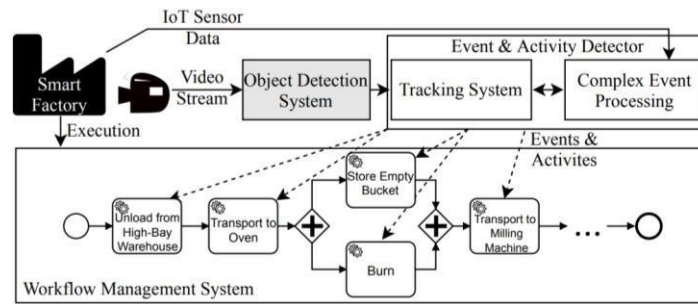 IoT Sensor
Data
Event & Activity Detector
Smart
Factory
Video
Stream
Object Detection
System
Tracking System
Complex Event
Processing
Execution
Events &
Activites
Store Empty
Bucket
Unload from
High-Bay
Warehouse
Transport to
Oven
Transport to
Milling
Machine
...
Burn
Workflow Management System